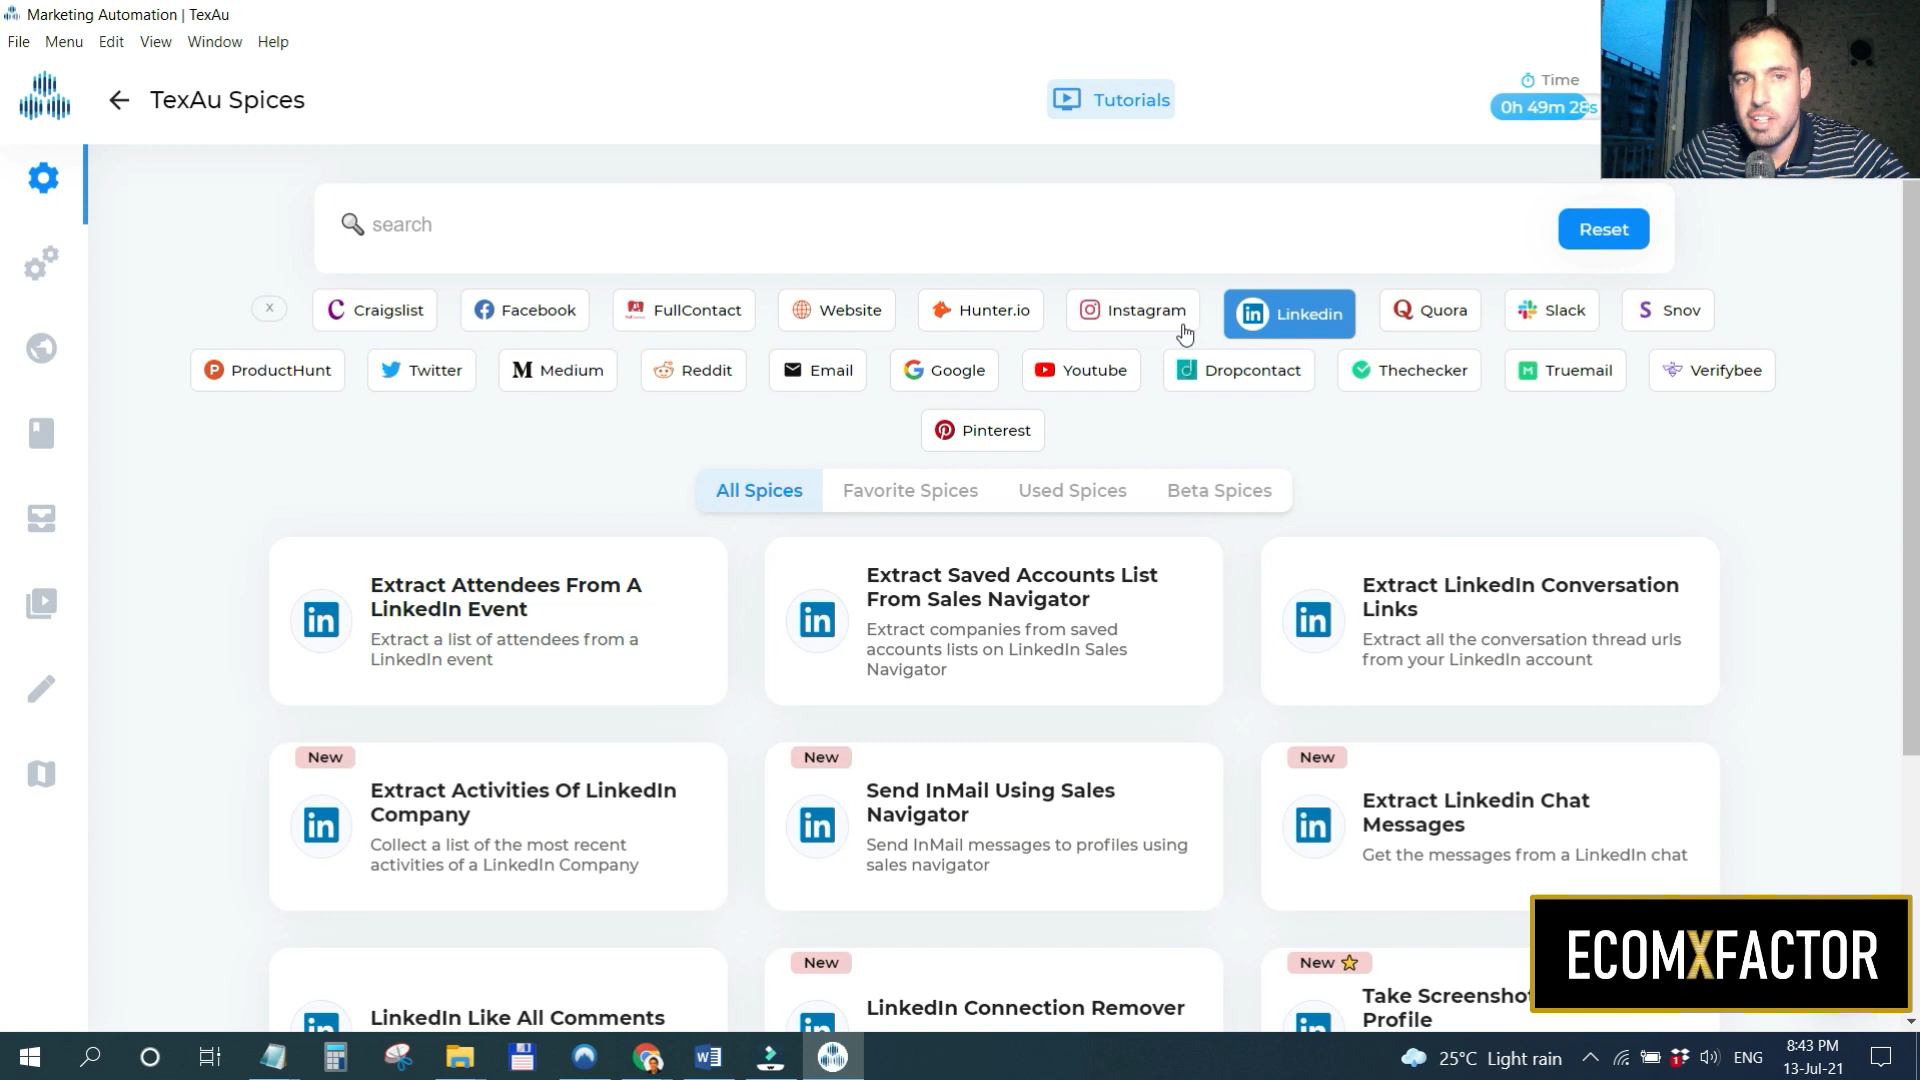 Marketing Automation | TexAu
File Menu Edit View Window Help
TexAu Spices
Tutorials
Time
0h 49m 28s
search
Reset
X Craigslist Facebook FullContact Website Hunter.io Instagram Linkedin Quora Slack Snov
ProductHunt Twitter Medium Reddit Email Google Youtube Dropcontact Thechecker Truemail Verifybee
Pinterest
All Spices Favorite Spices Used Spices Beta Spices
Extract Attendees From A
LinkedIn Event
Extract a list of attendees from a
LinkedIn event
Extract Saved Accounts List
From Sales Navigator
Extract companies from saved
accounts lists on LinkedIn Sales
Navigator
Extract LinkedIn Conversation
Links
Extract all the conversation thread urls
from your LinkedIn account
New
Extract Activities Of LinkedIn
Company
Collect a list of the most recent
activities of a LinkedIn Company
New
Send InMail Using Sales
Navigator
Send InMail messages to profiles using
sales navigator
New
Extract Linkedin Chat
Messages
Get the messages from a LinkedIn chat
LinkedIn Like All Comments
New
LinkedIn Connection Remover
New
Take Screenshot
Profile
ECOMXFACTOR
25°C Light rain
ENG
8:43 PM
13-Jul-21